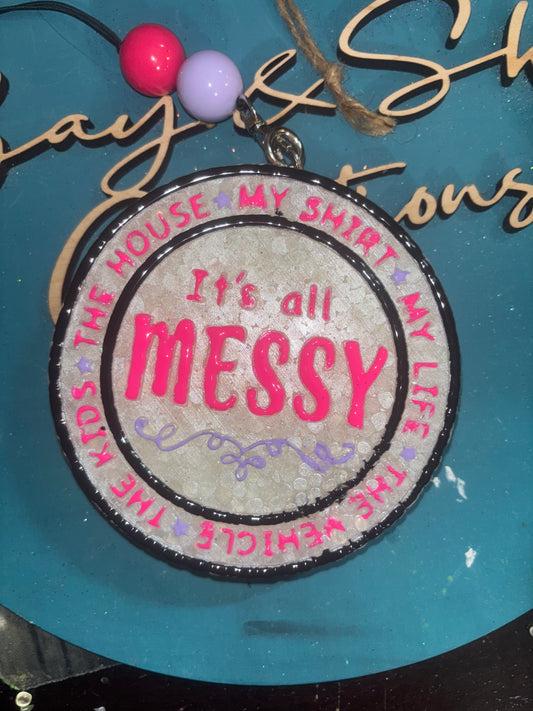 It's all
MESSY
THE HOUSE ★ MY SHIRT ★ MY LIFE ★ THE VEHICLE ★ THE KIDS ★